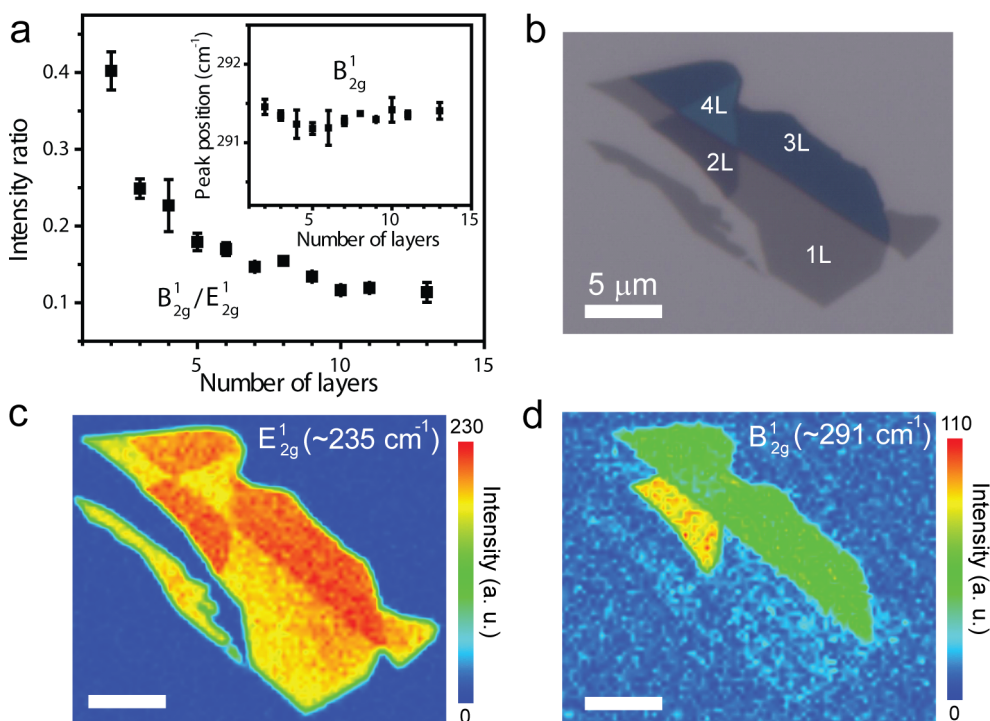 a
Intensity ratio
0.4
0.3
0.2
0.1
5
10
15
Number of layers
B¹₂g/E¹₂g
Peak position (cm⁻¹)
292
291
B¹₂g
5
10
15
Number of layers
b
4L
3L
2L
1L
5 μm
c
E¹₂g (~235 cm⁻¹)
230
Intensity (a. u.)
0
d
B¹₂g (~291 cm⁻¹)
110
Intensity (a. u.)
0